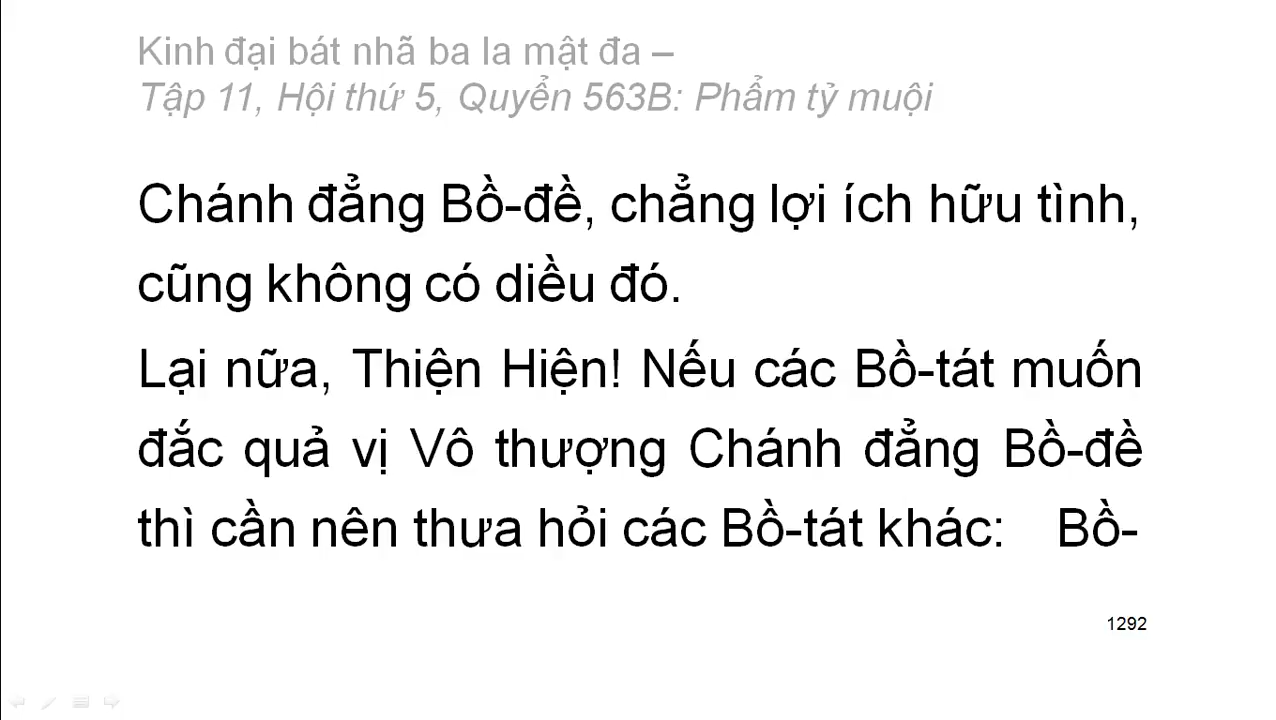 Kinh đại bát nhã ba la mật đa –
Tập 11, Hội thứ 5, Quyển 563B: Phẩm tỷ muội
Chánh đẳng Bồ-đề, chẳng lợi ích hữu tình,
cũng không có diều đó.
Lại nữa, Thiện Hiện! Nếu các Bồ-tát muốn
đắc quả vị Vô thượng Chánh đẳng Bồ-đề
thì cần nên thưa hỏi các Bồ-tát khác: Bồ-
1292